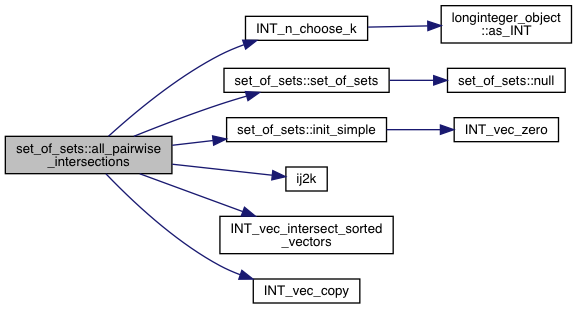 set_of_sets::all_pairwise
_intersections
INT_n_choose_k
longinteger_object
::as_INT
set_of_sets::set_of_sets
set_of_sets::null
set_of_sets::init_simple
INT_vec_zero
ij2k
INT_vec_intersect_sorted
_vectors
INT_vec_copy